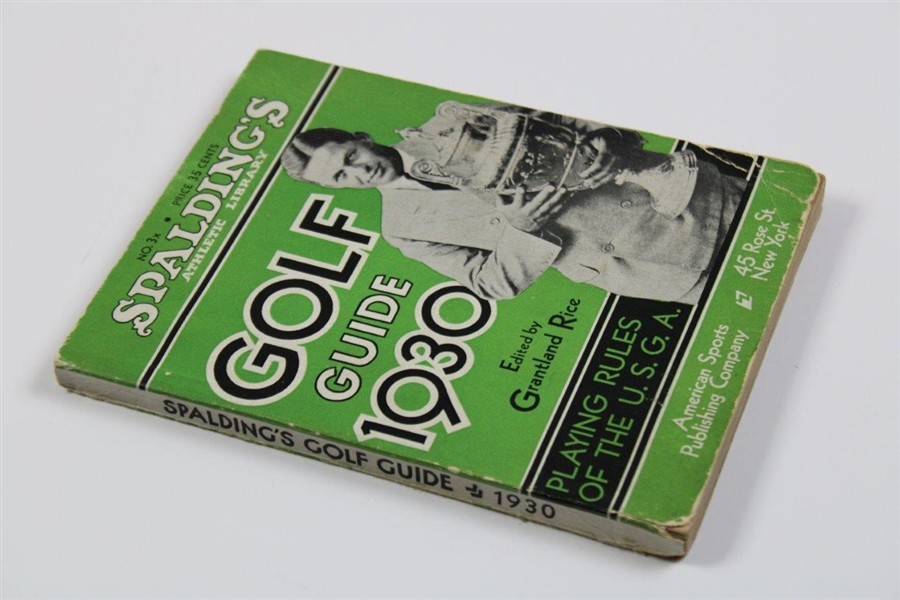 NO. 3X • PRICE 35 CENTS
SPALDING'S
ATHLETIC LIBRARY
GOLF
GUIDE
1930
Edited by
Grantland Rice
PLAYING RULES
OF THE U.S.G.A.
American Sports
Publishing Company
45 Rose St.
New York
SPALDING'S GOLF GUIDE 1930